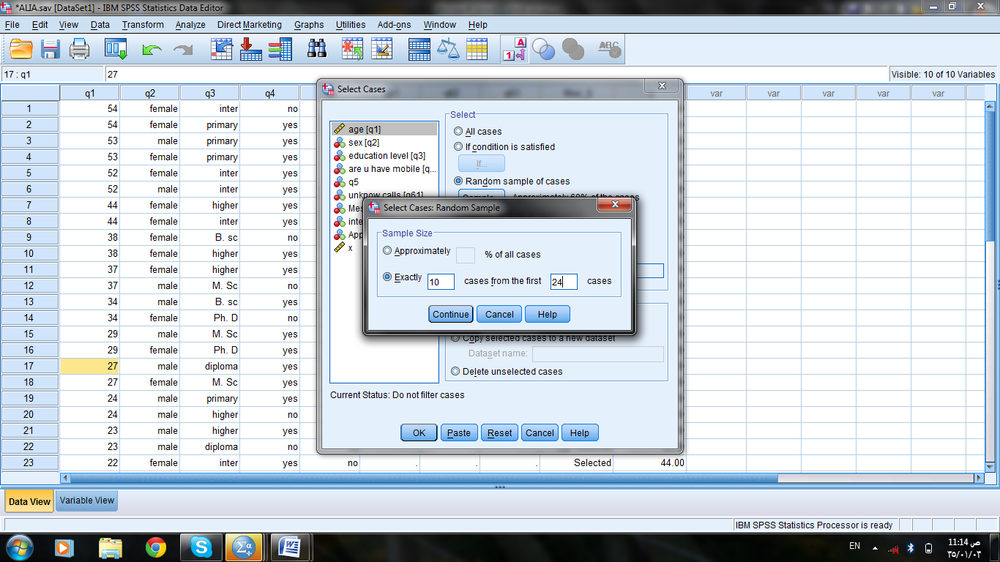 *ALIA.sav [DataSet1] - IBM SPSS Statistics Data Editor
File Edit View Data Transform Analyze Direct Marketing Graphs Utilities Add-ons Window Help
17 : q1 27 Visible: 10 of 10 Variables
q1 q2 q3 q4 var var var var var
1 54 female inter no
2 54 female primary yes
3 53 male primary yes
4 53 female primary yes
5 52 female inter yes
6 52 male inter yes
7 44 female higher yes
8 44 female inter yes
9 38 female B. sc no
10 38 female higher yes
11 37 female higher yes
12 37 male M. Sc no
13 34 male B. sc yes
14 34 female Ph. D no
15 29 male M. Sc yes
16 29 female Ph. D yes
17 27 male diploma yes
18 27 female M. Sc yes
19 24 male primary yes
20 24 male higher no
21 23 male higher yes
22 23 male diploma no
23 22 female inter yes no . . . Selected 44.00
Select Cases
age [q1]
sex [q2]
education level [q3]
are u have mobile [q...
q5
unknow calls [q61]
Mes
inte
App
x
Select
All cases
If condition is satisfied
If...
Random sample of cases
Sample... Approximately 60% of the cases
Select Cases: Random Sample
Sample Size
Approximately % of all cases
Exactly 10 cases from the first 24 cases
Continue Cancel Help
Copy selected cases to a new dataset
Dataset name:
Delete unselected cases
Current Status: Do not filter cases
OK Paste Reset Cancel Help
Data View Variable View
IBM SPSS Statistics Processor is ready
EN
11:14 ص
٣٥/٠١/٠٣